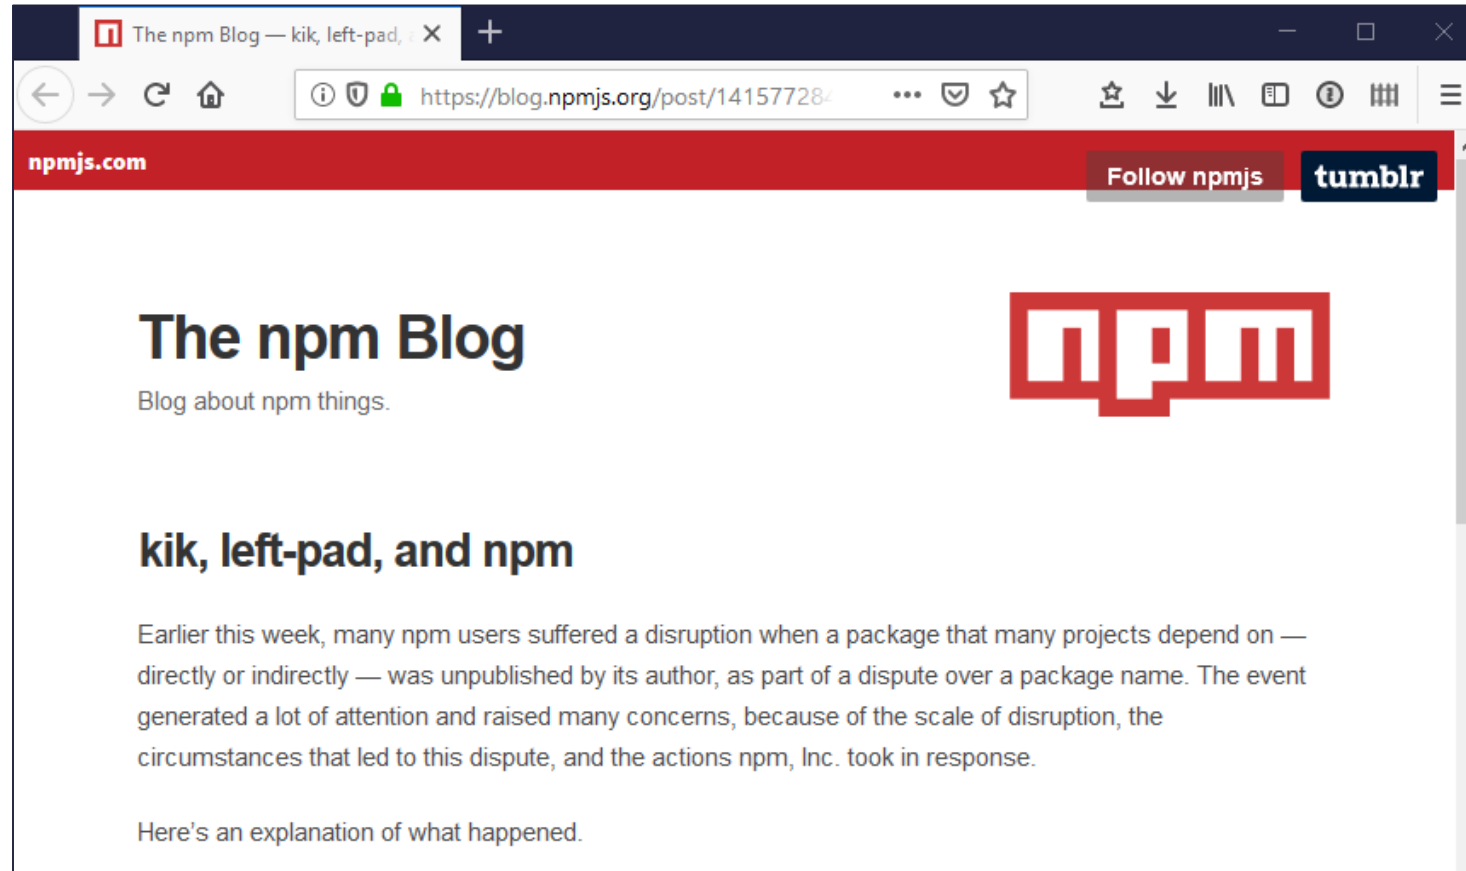 The npm Blog — kik, left-pad,
https://blog.npmjs.org/post/14157728
npmjs.com
Follow npmjs
tumblr
The npm Blog
npm
Blog about npm things.
kik, left-pad, and npm
Earlier this week, many npm users suffered a disruption when a package that many projects depend on —
directly or indirectly — was unpublished by its author, as part of a dispute over a package name. The event
generated a lot of attention and raised many concerns, because of the scale of disruption, the
circumstances that led to this dispute, and the actions npm, Inc. took in response.
Here’s an explanation of what happened.